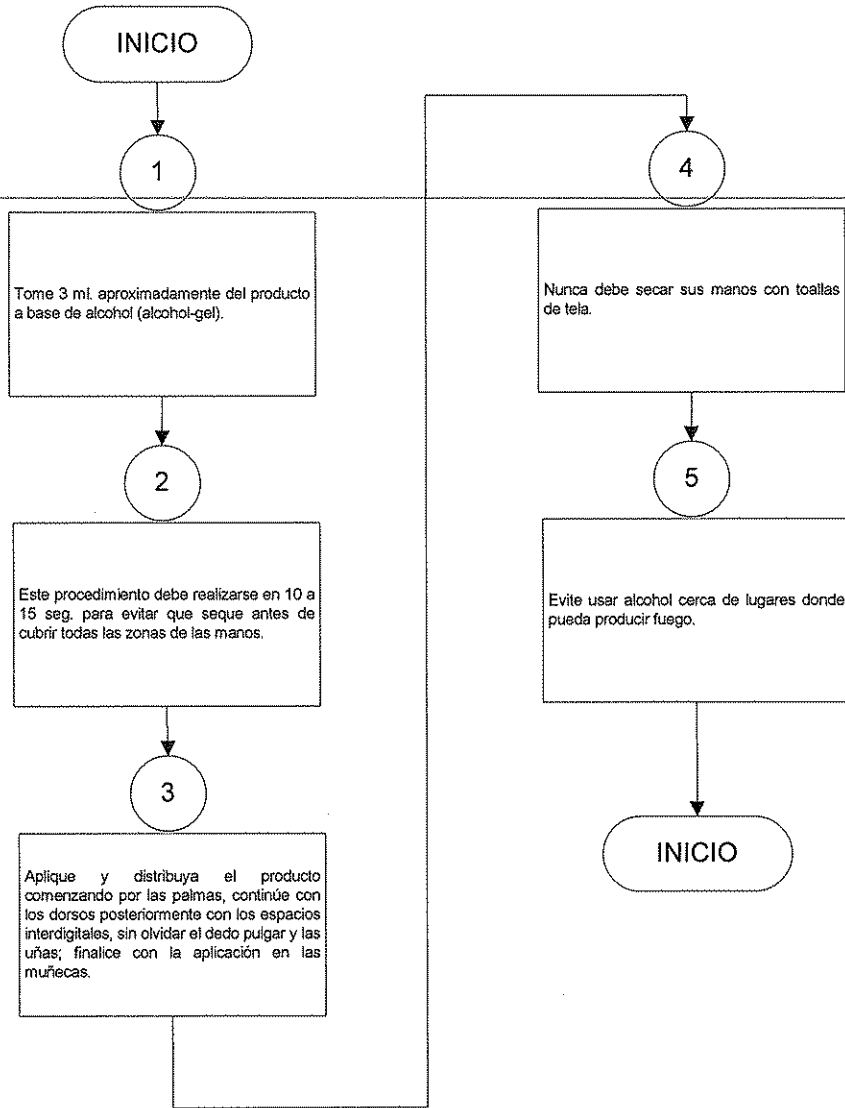 INICIO
1
Tome 3 ml. aproximadamente del producto
a base de alcohol (alcohol-gel).
2
Este procedimiento debe realizarse en 10 a
15 seg. para evitar que seque antes de
cubrir todas las zonas de las manos.
3
Aplique y distribuya el producto
comenzando por las palmas, continúe con
los dorsos posteriormente con los espacios
interdigitales, sin olvidar el dedo pulgar y las
uñas; finalice con la aplicación en las
muñecas.
4
Nunca debe secar sus manos con toallas
de tela.
5
Evite usar alcohol cerca de lugares donde
pueda producir fuego.
INICIO